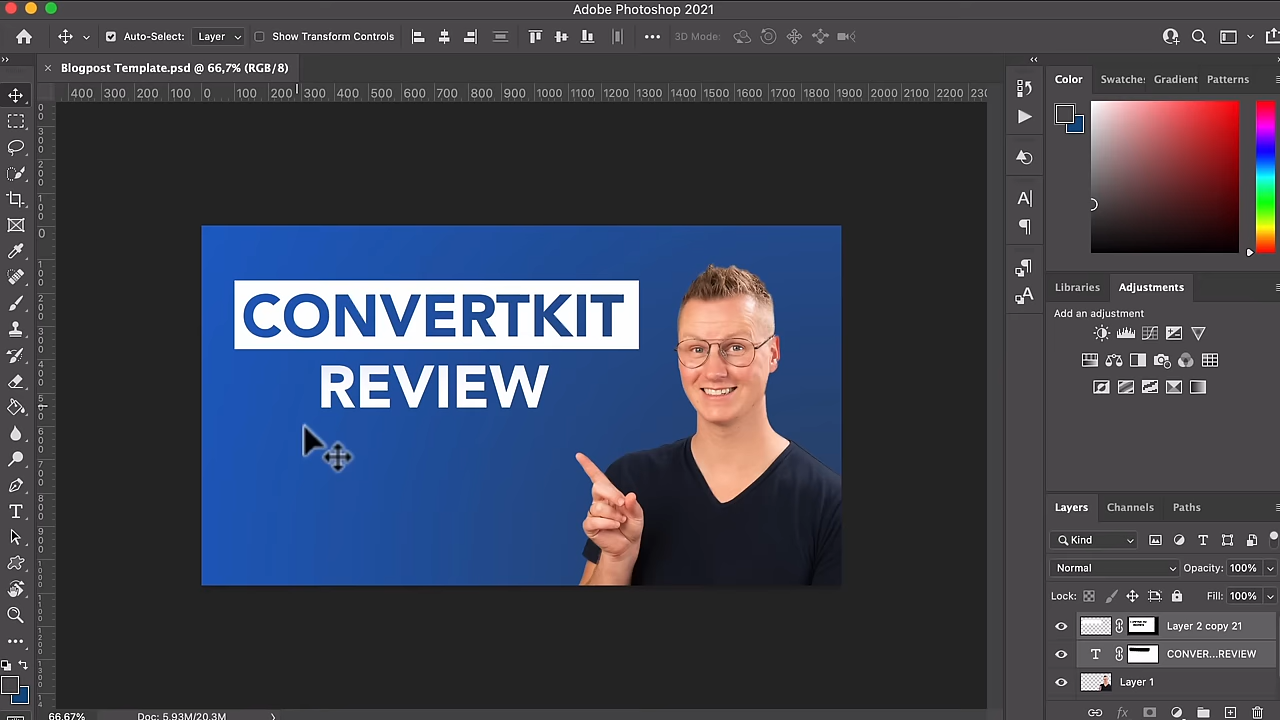 Adobe Photoshop 2021
Auto-Select: Layer Show Transform Controls 3D Mode:
Blogpost Template.psd @ 66,7% (RGB/8)
400 300 200 100 0 100 200 300 400 500 600 700 800 900 1000 1100 1200 1300 1400 1500 1600 1700 1800 1900 2000 2100 2200
Color Swatche: Gradient Patterns
CONVERTKIT
REVIEW
Libraries Adjustments
Add an adjustment
Layers Channels Paths
Kind
Normal Opacity: 100%
Lock: Fill: 100%
Layer 2 copy 21
CONVER...REVIEW
Layer 1
66.67% Doc: 5.93M/20.3M